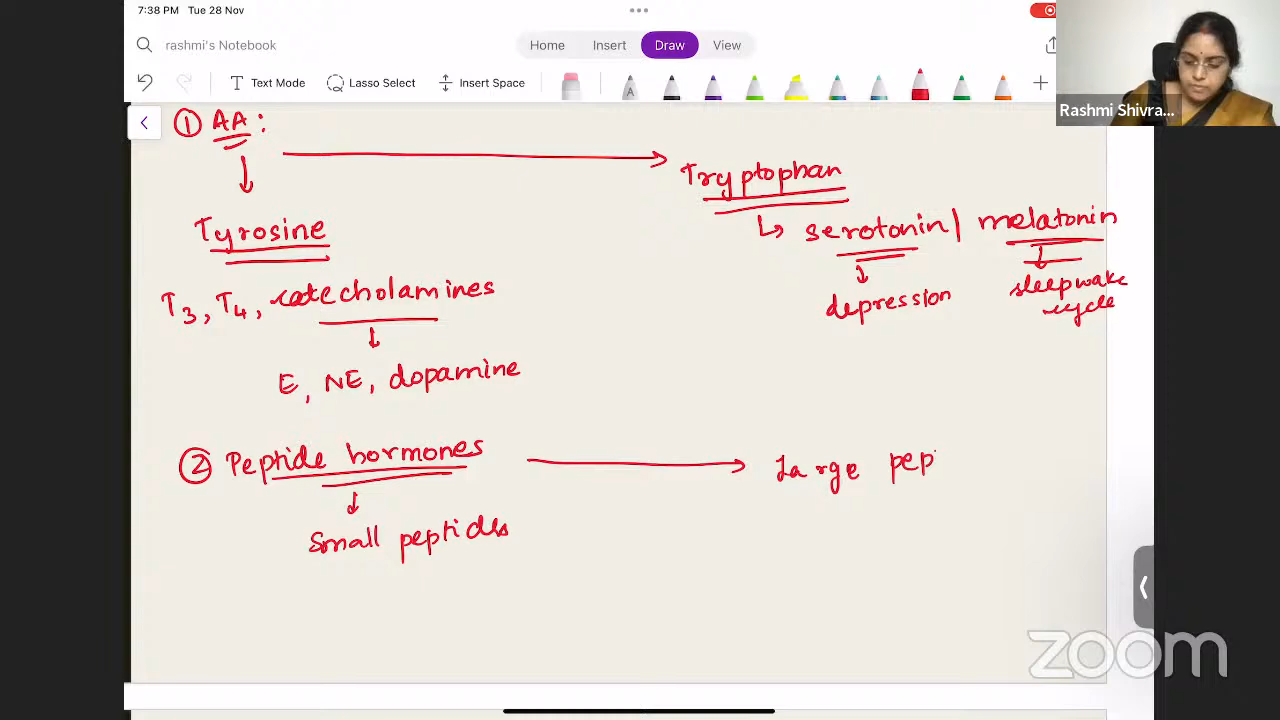 7:38 PM Tue 28 Nov
rashmi's Notebook
Home Insert Draw View
Text Mode Lasso Select Insert Space
A
Rashmi Shivra...
① AA:
Tryptophan
Tyrosine
serotonin/ melatonin
depression
sleep wake
cycle
T3, T4, catecholamines
E, NE, dopamine
② Peptide hormones
Large pep
Small peptides
zoom